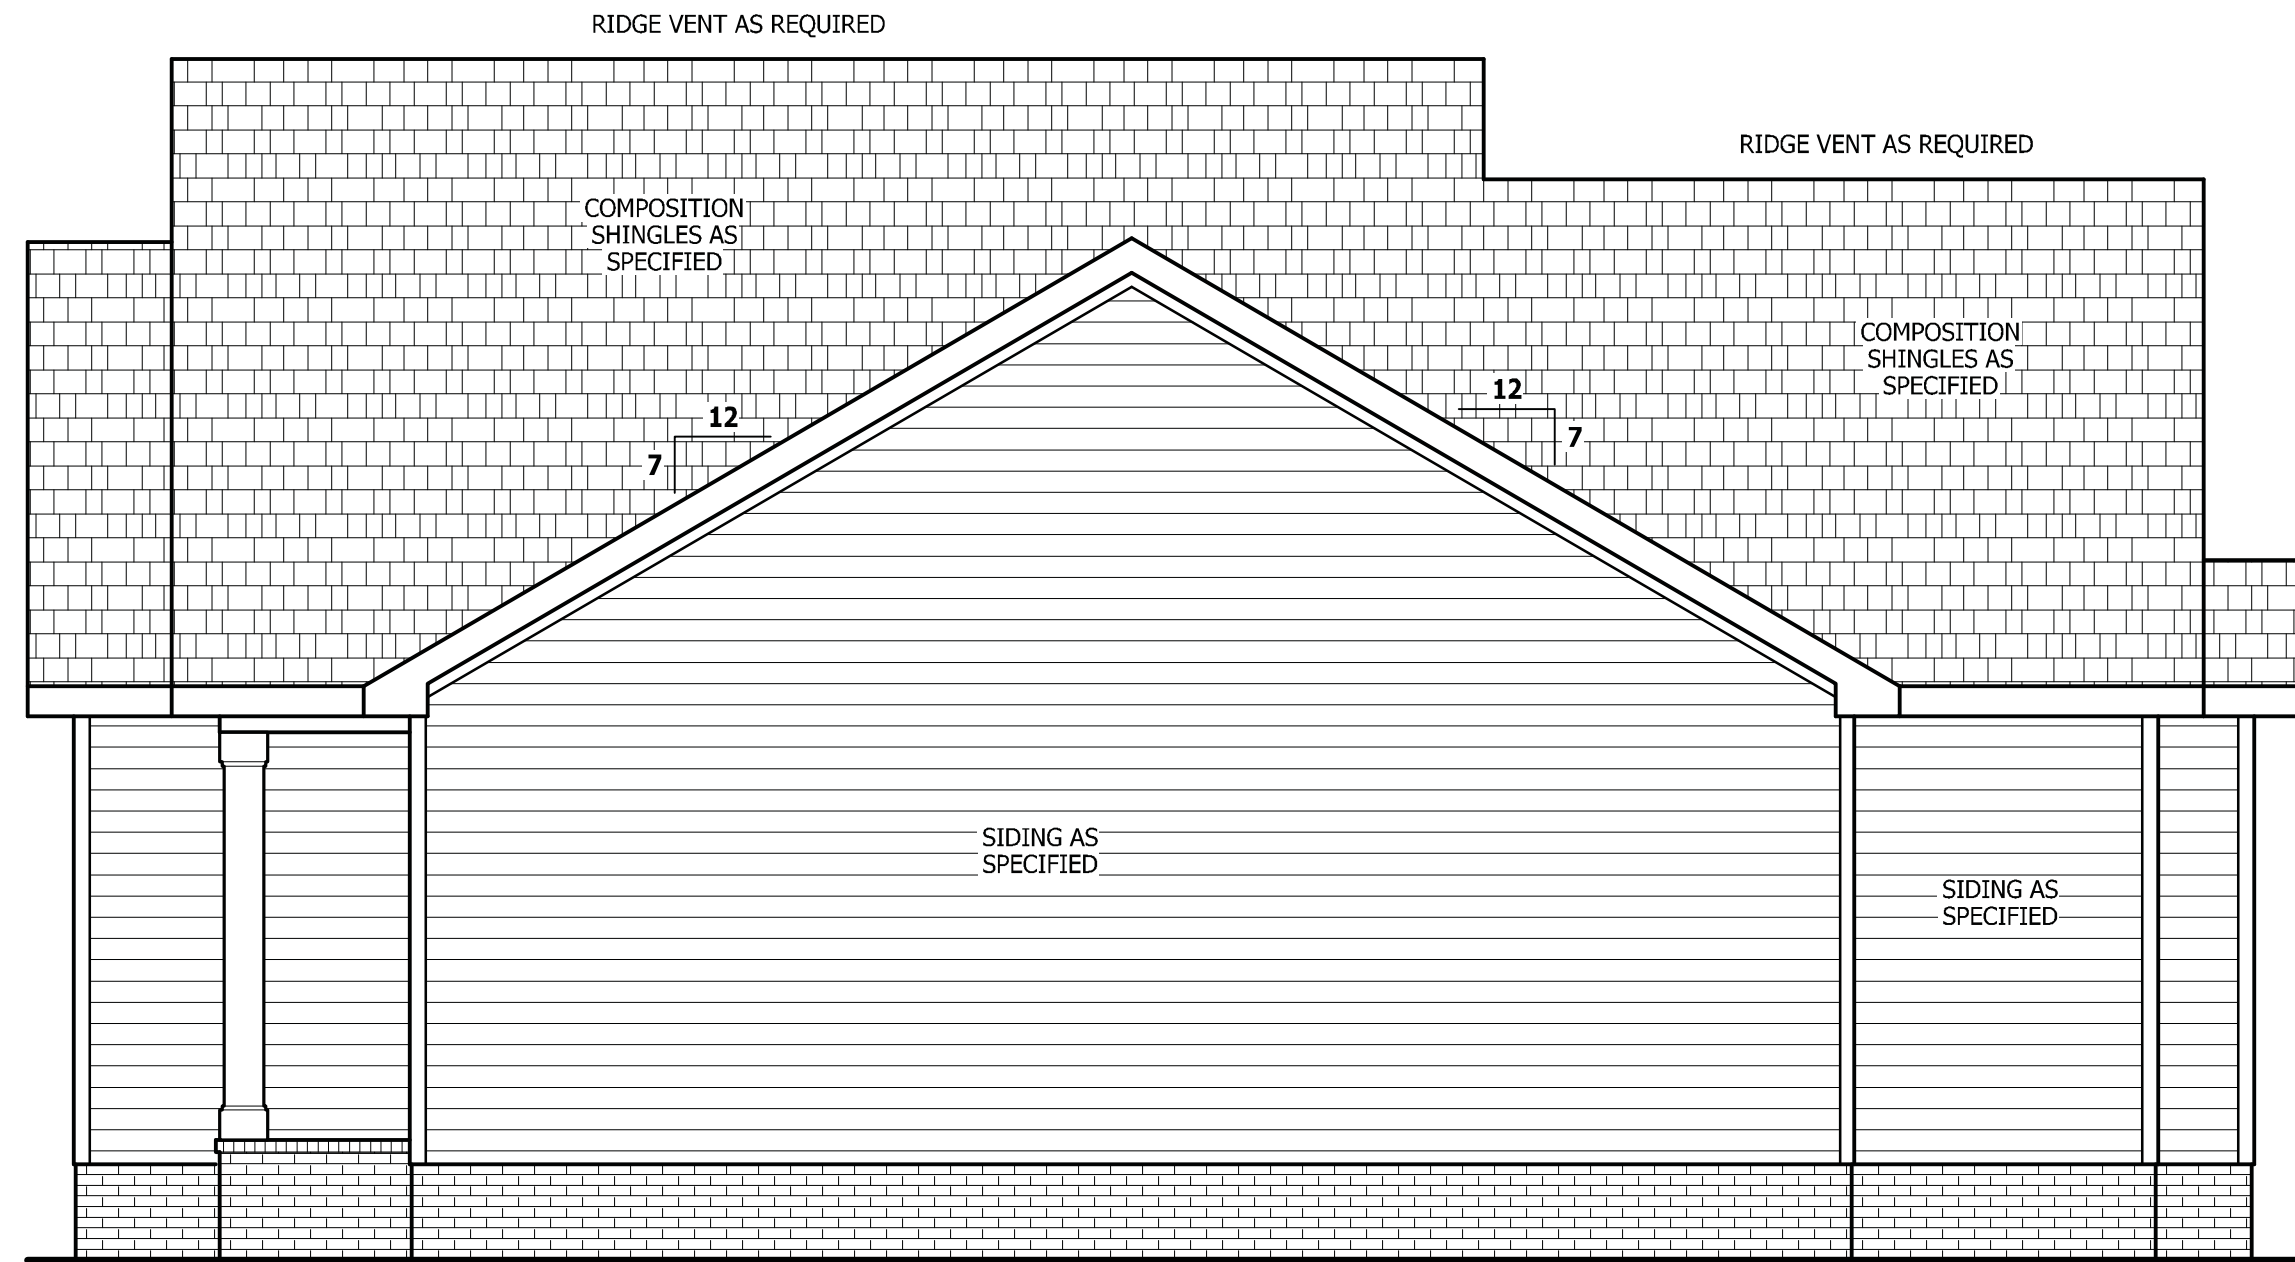 RIDGE VENT AS REQUIRED
RIDGE VENT AS REQUIRED
COMPOSITION
SHINGLES AS
SPECIFIED
COMPOSITION
SHINGLES AS
SPECIFIED
12
7
12
7
SIDING AS
SPECIFIED
SIDING AS
SPECIFIED